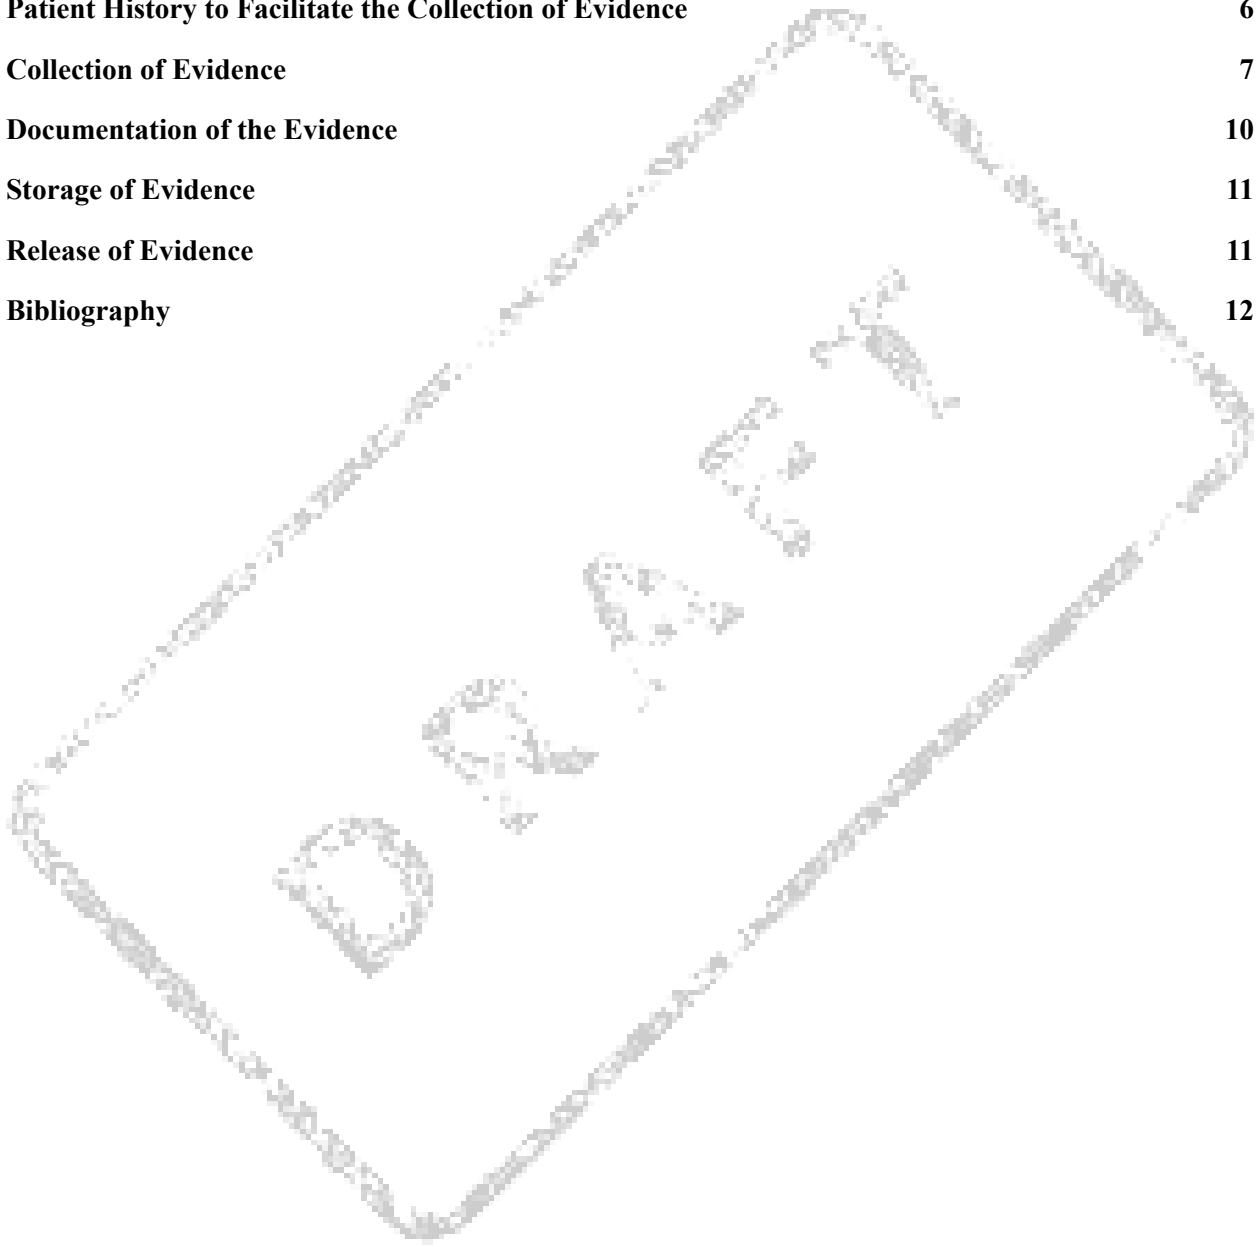 Patient History to Facilitate the Collection of Evidence 6
Collection of Evidence 7
Documentation of the Evidence 10
Storage of Evidence 11
Release of Evidence 11
Bibliography 12
DRAFT